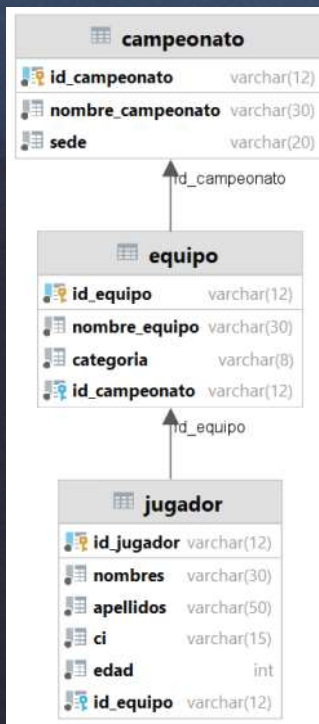 campeonato
id_campeonato varchar(12)
nombre_campeonato varchar(30)
sede varchar(20)
id_campeonato
equipo
id_equipo varchar(12)
nombre_equipo varchar(30)
categoria varchar(8)
id_campeonato varchar(12)
id_equipo
jugador
id_jugador varchar(12)
nombres varchar(30)
apellidos varchar(50)
ci varchar(15)
edad int
id_equipo varchar(12)